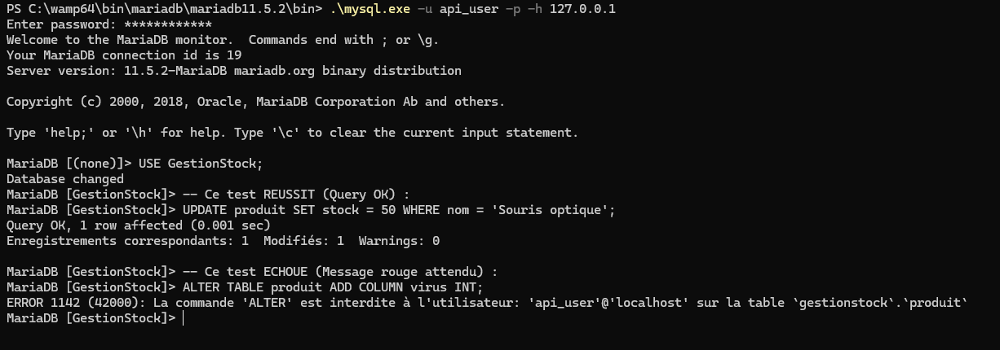 PS C:\wamp64\bin\mariadb\mariadb11.5.2\bin> .\mysql.exe -u api_user -p -h 127.0.0.1
Enter password: ************
Welcome to the MariaDB monitor.  Commands end with ; or \g.
Your MariaDB connection id is 19
Server version: 11.5.2-MariaDB mariadb.org binary distribution
Copyright (c) 2000, 2018, Oracle, MariaDB Corporation Ab and others.
Type 'help;' or '\h' for help. Type '\c' to clear the current input statement.
MariaDB [(none)]> USE GestionStock;
Database changed
MariaDB [GestionStock]> -- Ce test REUSSIT (Query OK) :
MariaDB [GestionStock]> UPDATE produit SET stock = 50 WHERE nom = 'Souris optique';
Query OK, 1 row affected (0.001 sec)
Enregistrements correspondants: 1  Modifiés: 1  Warnings: 0
MariaDB [GestionStock]> -- Ce test ECHOUE (Message rouge attendu) :
MariaDB [GestionStock]> ALTER TABLE produit ADD COLUMN virus INT;
ERROR 1142 (42000): La commande 'ALTER' est interdite à l'utilisateur: 'api_user'@'localhost' sur la table `gestionstock`.`produit`
MariaDB [GestionStock]>